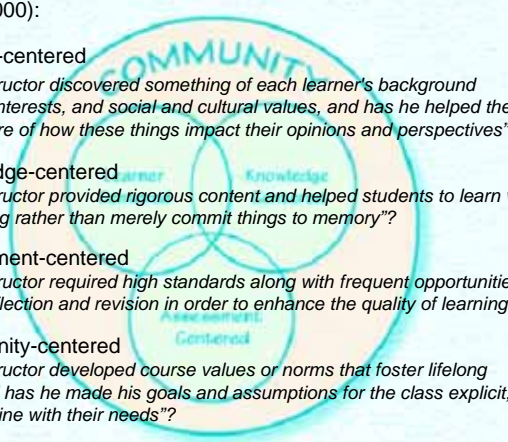 000):
-centered
ructor discovered something of each learner's background
nterests, and social and cultural values, and has he helped the
re of how these things impact their opinions and perspectives"
dge-centered
ructor provided rigorous content and helped students to learn
g rather than merely commit things to memory"?
ment-centered
ructor required high standards along with frequent opportunitie
flection and revision in order to enhance the quality of learning
nity-centered
ructor developed course values or norms that foster lifelong
has he made his goals and assumptions for the class explicit,
ine with their needs"?
COMMUNITY
Learner
Knowledge
Assessment
Centered